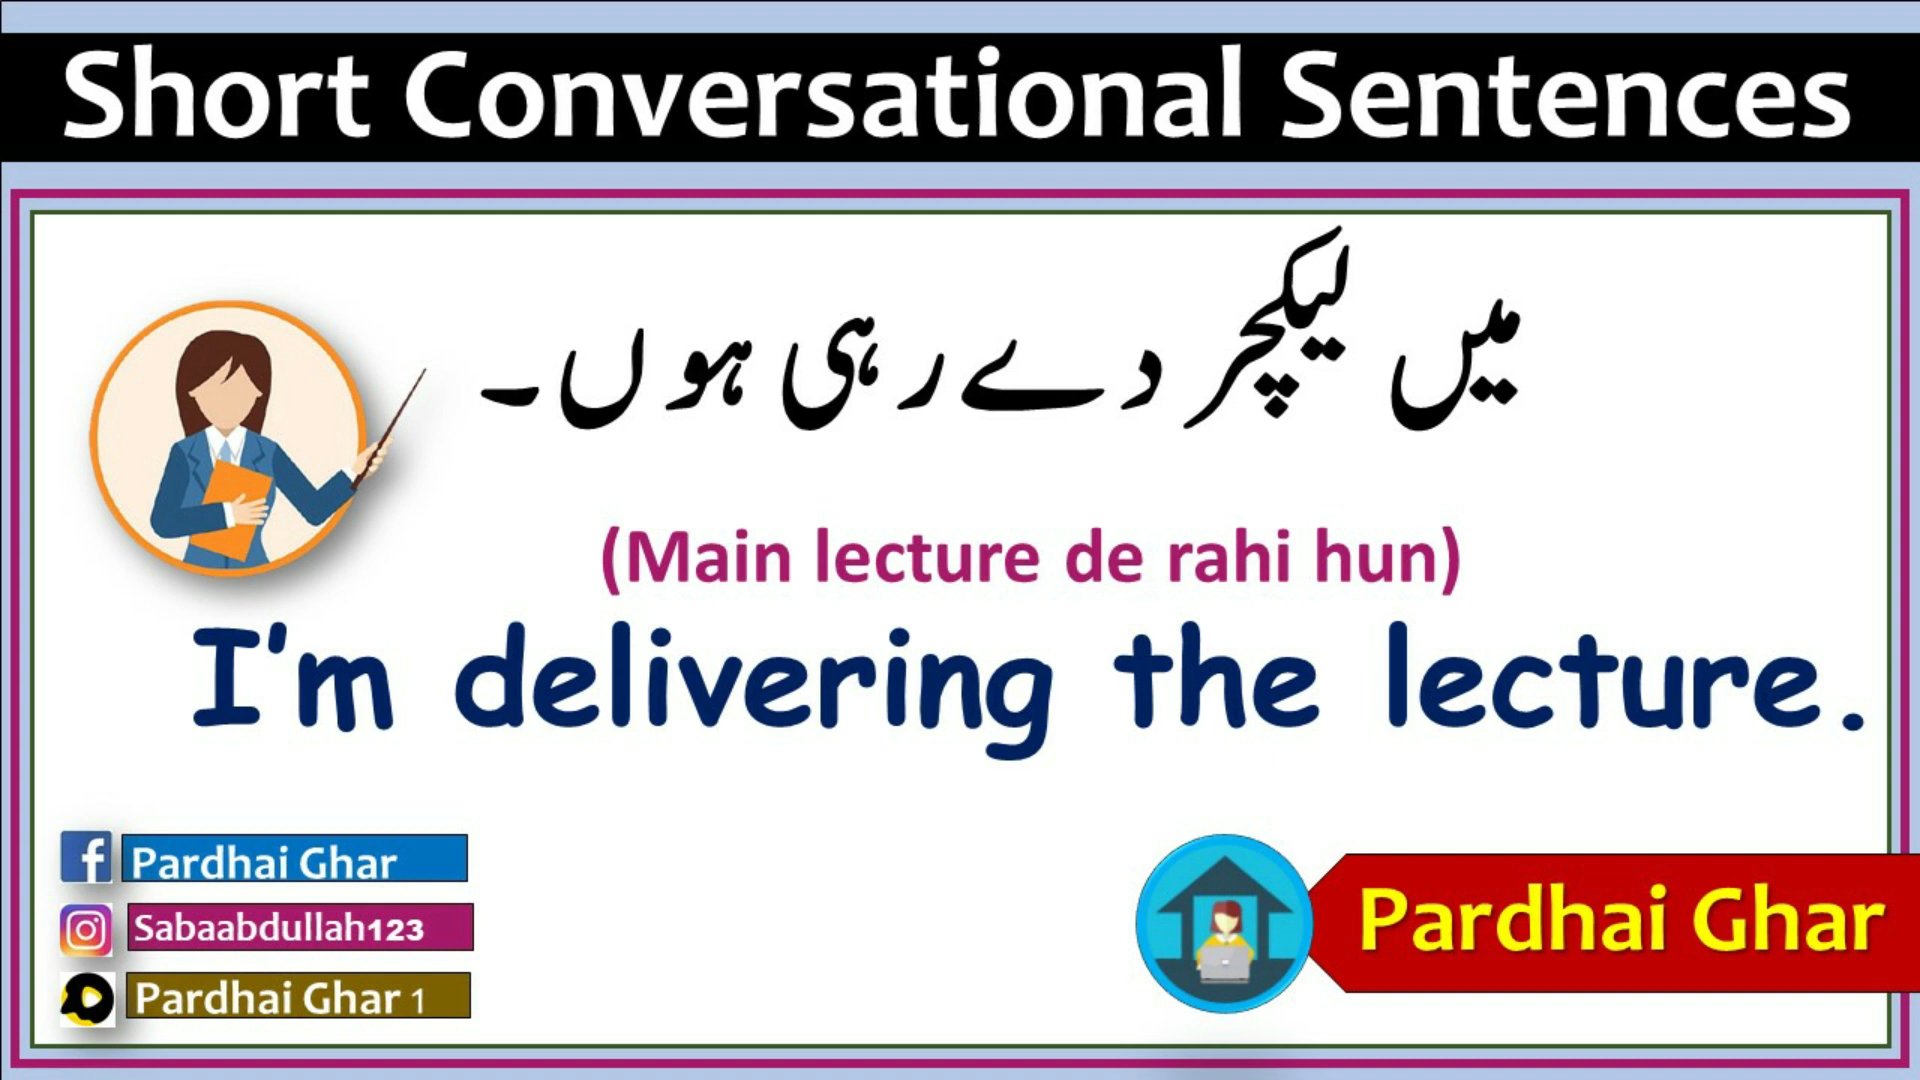 Short Conversational Sentences
میں لیکچر دے رہی ہوں۔
(Main lecture de rahi hun)
I'm delivering the lecture.
Pardhai Ghar
Sabaabdullah123
Pardhai Ghar 1
Pardhai Ghar